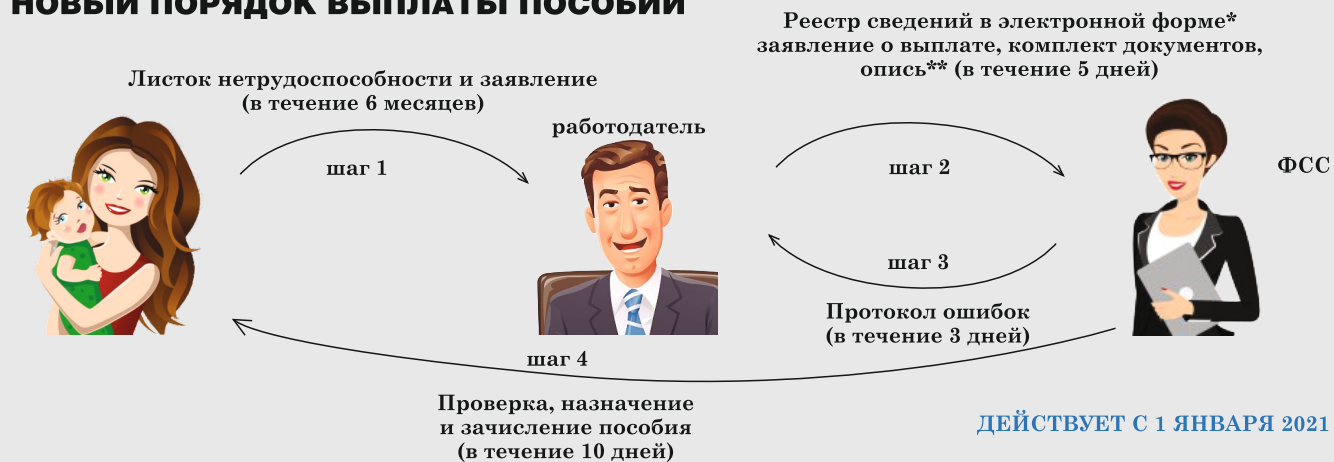 НОВЫЙ ПОРЯДОК ВЫПЛАТЫ ПОСОБИЙ
Реестр сведений в электронной форме*
заявление о выплате, комплект документов,
опись** (в течение 5 дней)
Листок нетрудоспособности и заявление
(в течение 6 месяцев)
работодатель
шаг 1
шаг 2
ФСС
шаг 3
Протокол ошибок
(в течение 3 дней)
шаг 4
Проверка, назначение
и зачисление пособия
(в течение 10 дней)
ДЕЙСТВУЕТ С 1 ЯНВАРЯ 2021